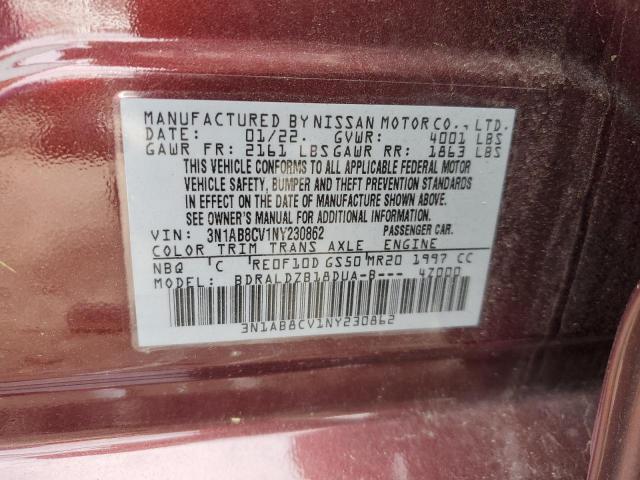 MANUFACTURED BY NISSAN MOTOR CO., LTD.
DATE: 01/22. GVWR: 4001 LBS
GAWR FR: 2161 LBS GAWR RR: 1863 LBS
THIS VEHICLE CONFORMS TO ALL APPLICABLE FEDERAL MOTOR
VEHICLE SAFETY, BUMPER AND THEFT PREVENTION STANDARDS
IN EFFECT ON THE DATE OF MANUFACTURE SHOWN ABOVE.
SEE OWNER'S MANUAL FOR ADDITIONAL INFORMATION.
VIN: 3N1AB8CV1NY230862 PASSENGER CAR.
COLOR TRIM TRANS AXLE ENGINE
NBQ C RE0F10D GS50 MR20 1997 CC
MODEL: BDRALDZB18DUA-B--- 4Z000
3N1AB8CV1NY230862